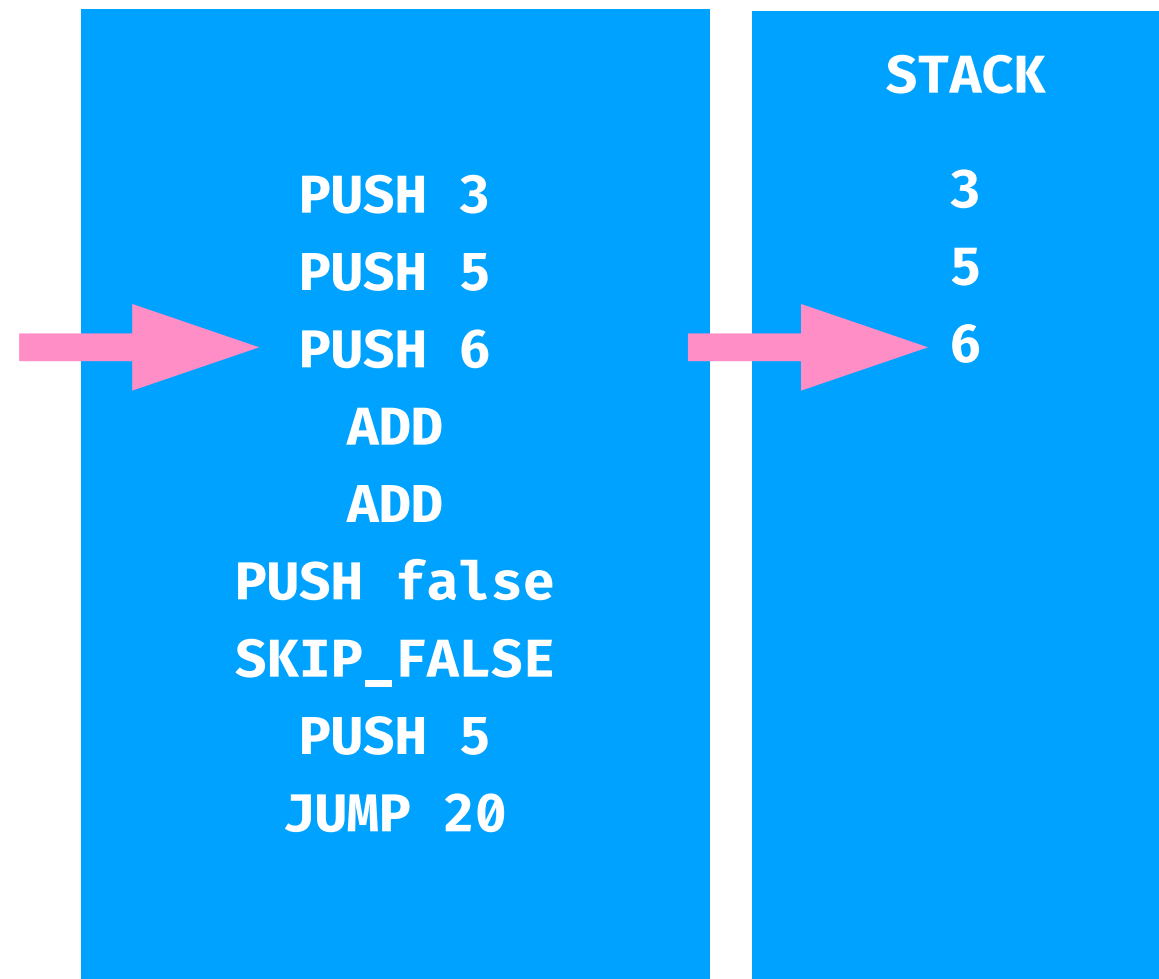 PUSH 3
PUSH 5
PUSH 6
ADD
ADD
PUSH false
SKIP_FALSE
PUSH 5
JUMP 20
STACK
3
5
6